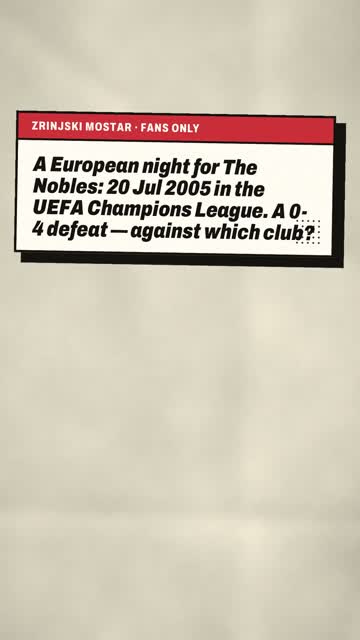 ZRINJSKI MOSTAR · FANS ONLY
A European night for The
Nobles: 20 Jul 2005 in the
UEFA Champions League. A 0-
4 defeat — against which club?